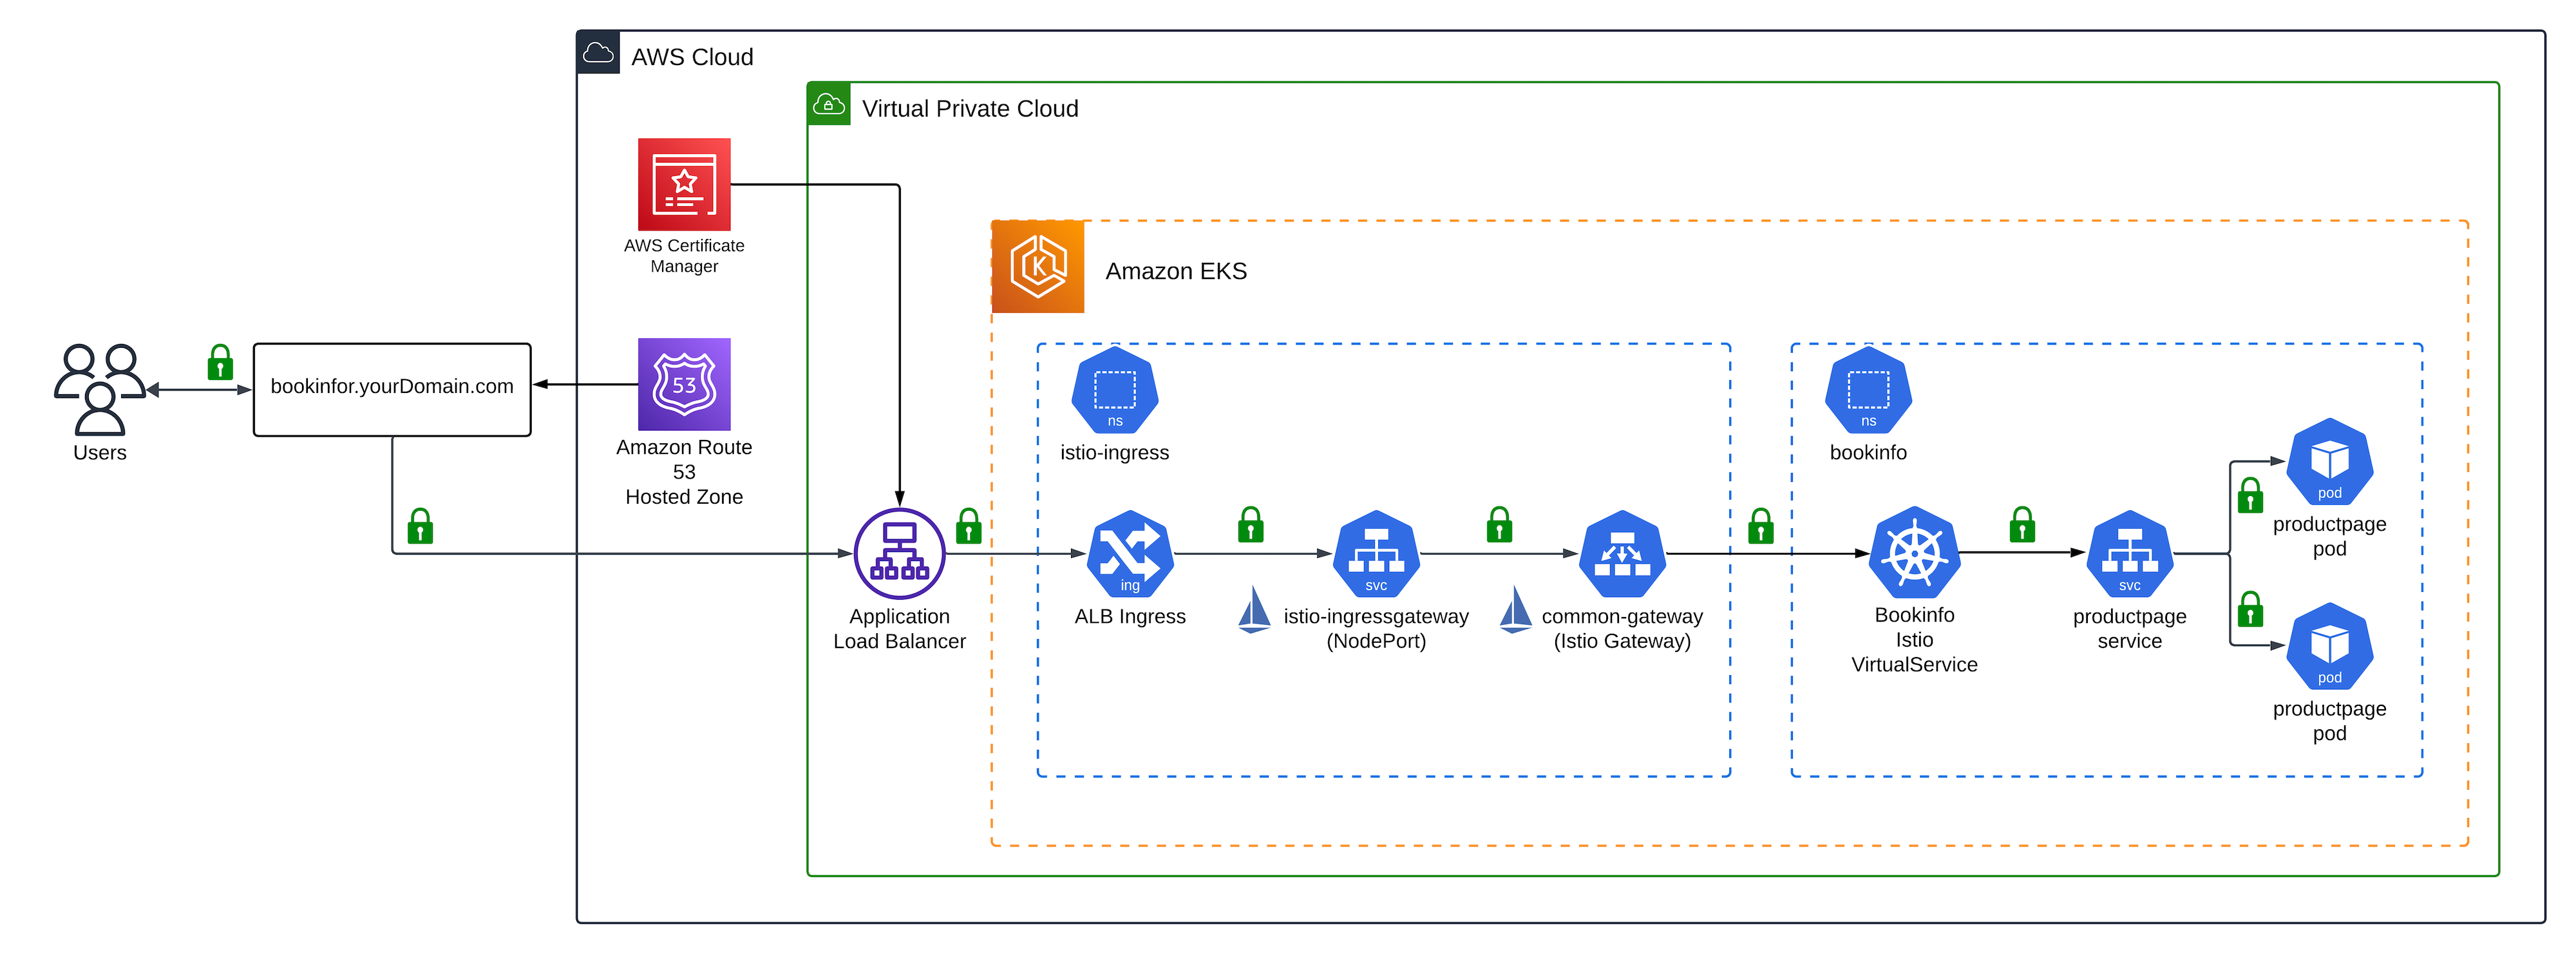 AWS Cloud
Virtual Private Cloud
AWS Certificate
Manager
Amazon EKS
K
bookinfor.yourDomain.com
Users
53
Amazon Route
53
Hosted Zone
ns
istio-ingress
ns
bookinfo
Application
Load Balancer
ing
ALB Ingress
svc
istio-ingressgateway
(NodePort)
common-gateway
(Istio Gateway)
Bookinfo
Istio
VirtualService
svc
productpage
service
pod
productpage
pod
pod
productpage
pod